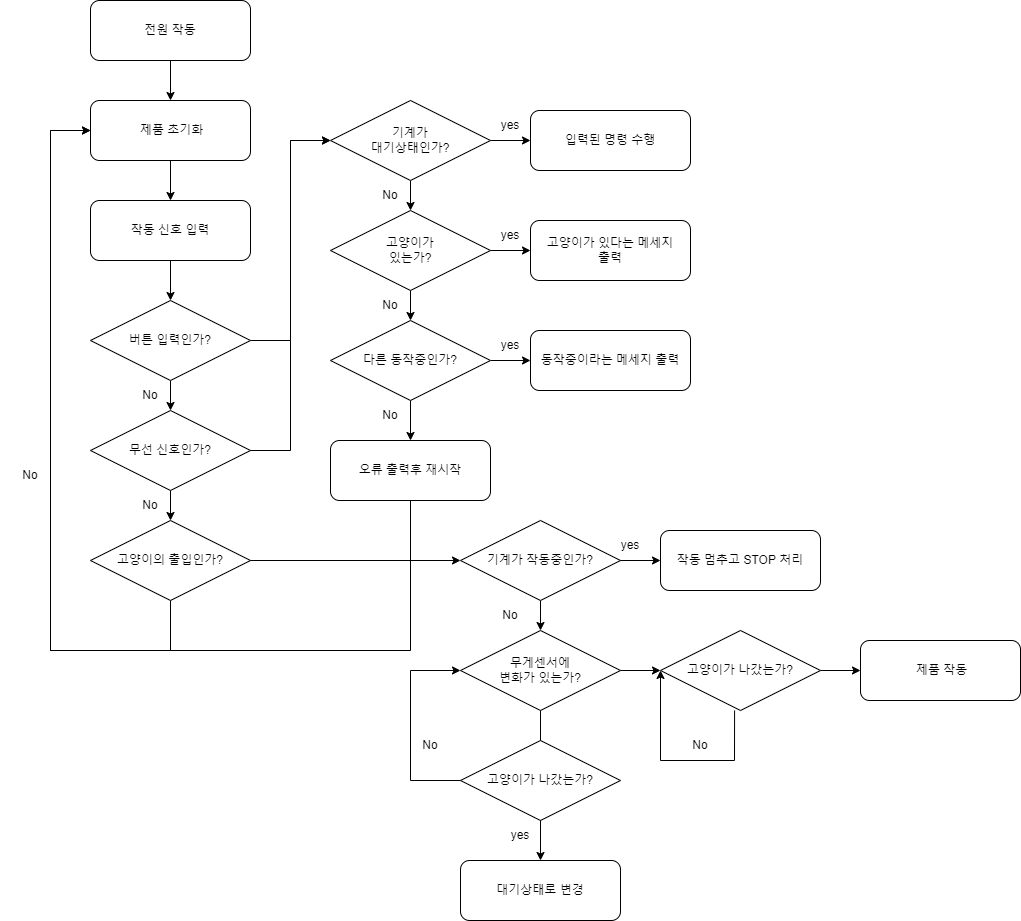 전원 작동
제품 초기화
기계가
대기상태인가?
yes
입력된 명령 수행
No
작동 신호 입력
고양이가
있는가?
yes
고양이가 있다는 메세지
출력
No
버튼 입력인가?
다른 동작중인가?
yes
동작중이라는 메세지 출력
No
No
무선 신호인가?
오류 출력후 재시작
No
No
고양이의 출입인가?
기계가 작동중인가?
yes
작동 멈추고 STOP 처리
No
무게센서에
변화가 있는가?
고양이가 나갔는가?
제품 작동
No
No
고양이가 나갔는가?
yes
대기상태로 변경